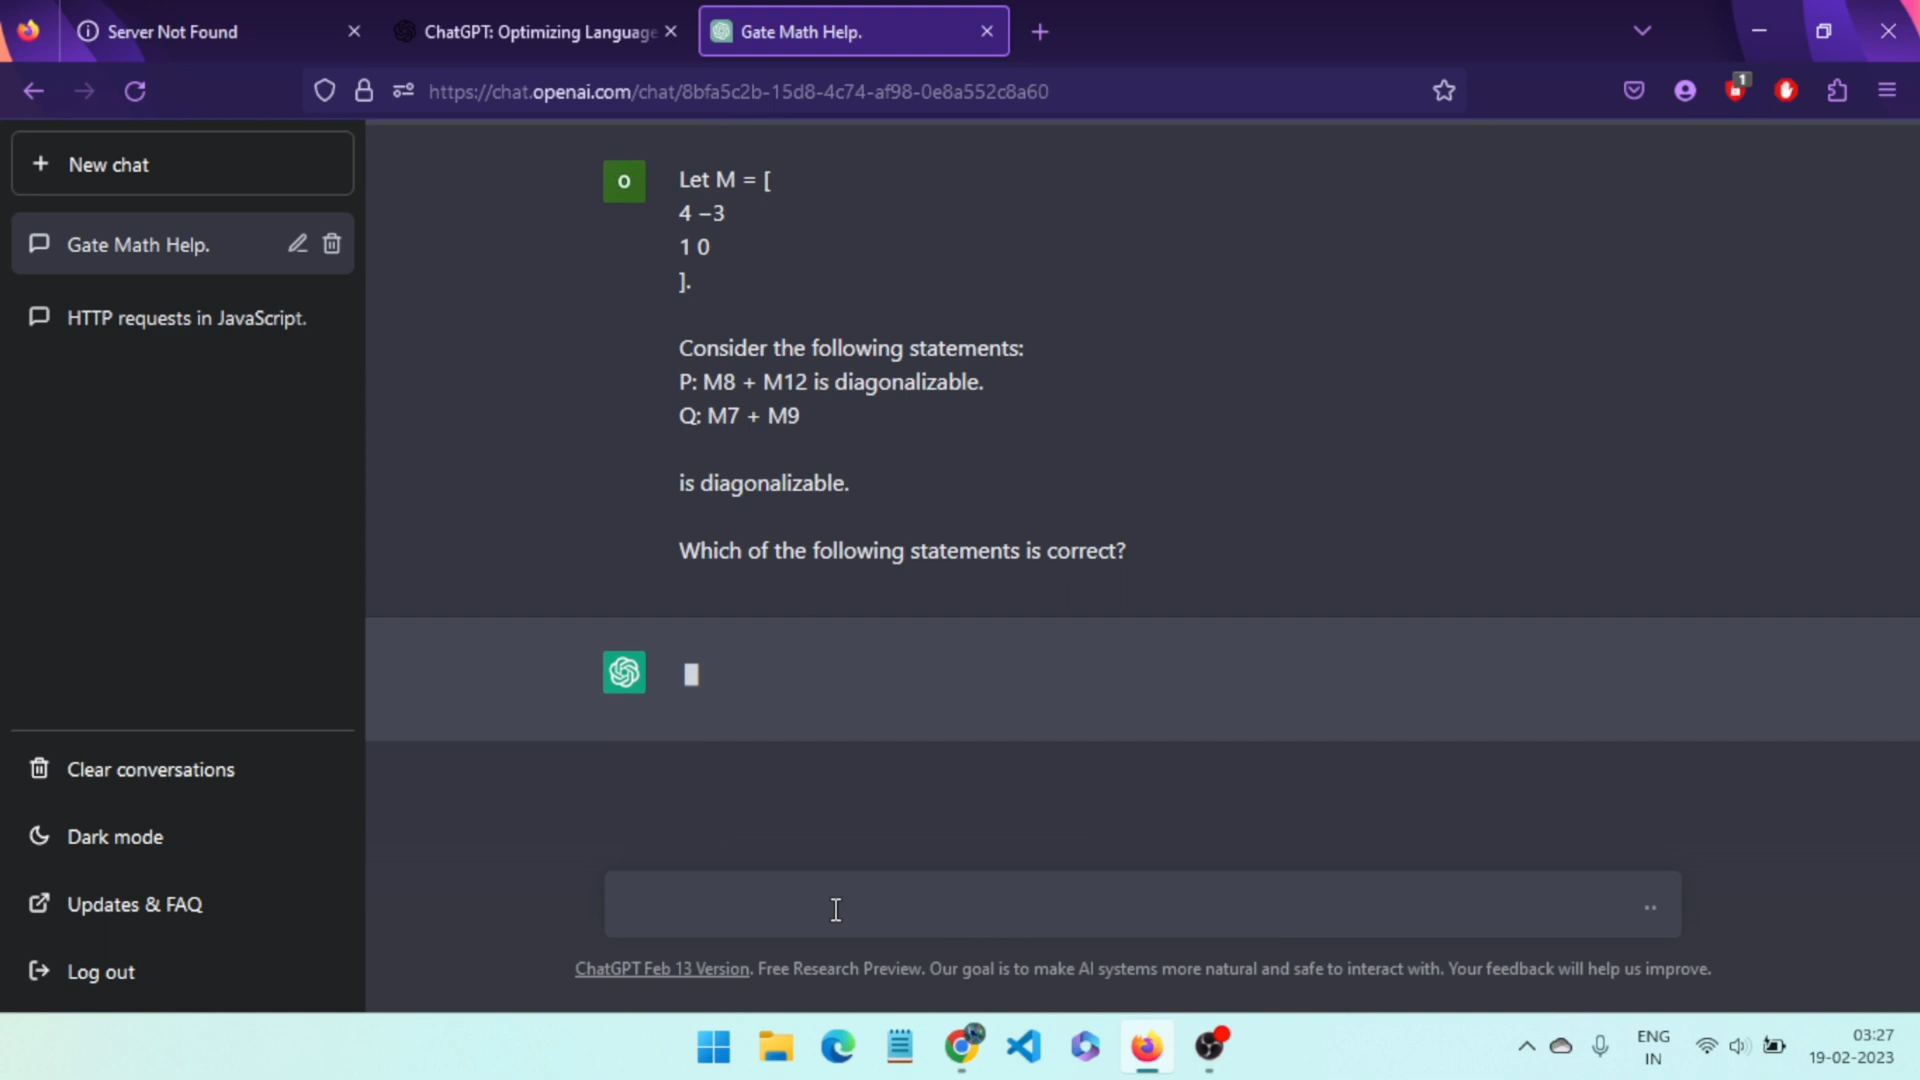 Server Not Found
ChatGPT: Optimizing Language
Gate Math Help.
https://chat.openai.com/chat/8bfa5c2b-15d8-4c74-af98-0e8a552c8a60
1
New chat
Gate Math Help.
HTTP requests in JavaScript.
Clear conversations
Dark mode
Updates & FAQ
Log out
O
Let M = [
4 −3
1 0
].
Consider the following statements:
P: M8 + M12 is diagonalizable.
Q: M7 + M9
is diagonalizable.
Which of the following statements is correct?
ChatGPT Feb 13 Version. Free Research Preview. Our goal is to make AI systems more natural and safe to interact with. Your feedback will help us improve.
ENG
IN
03:27
19-02-2023